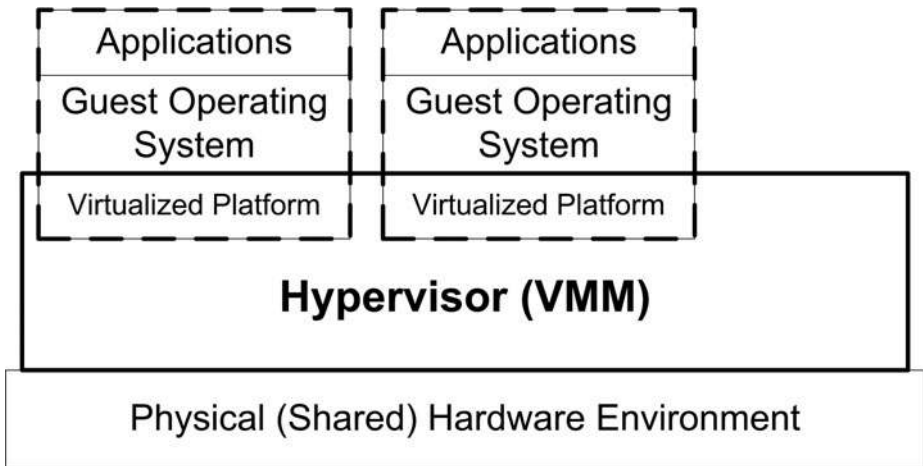 Applications
Guest Operating
System
Virtualized Platform
Applications
Guest Operating
System
Virtualized Platform
Hypervisor (VMM)
Physical (Shared) Hardware Environment